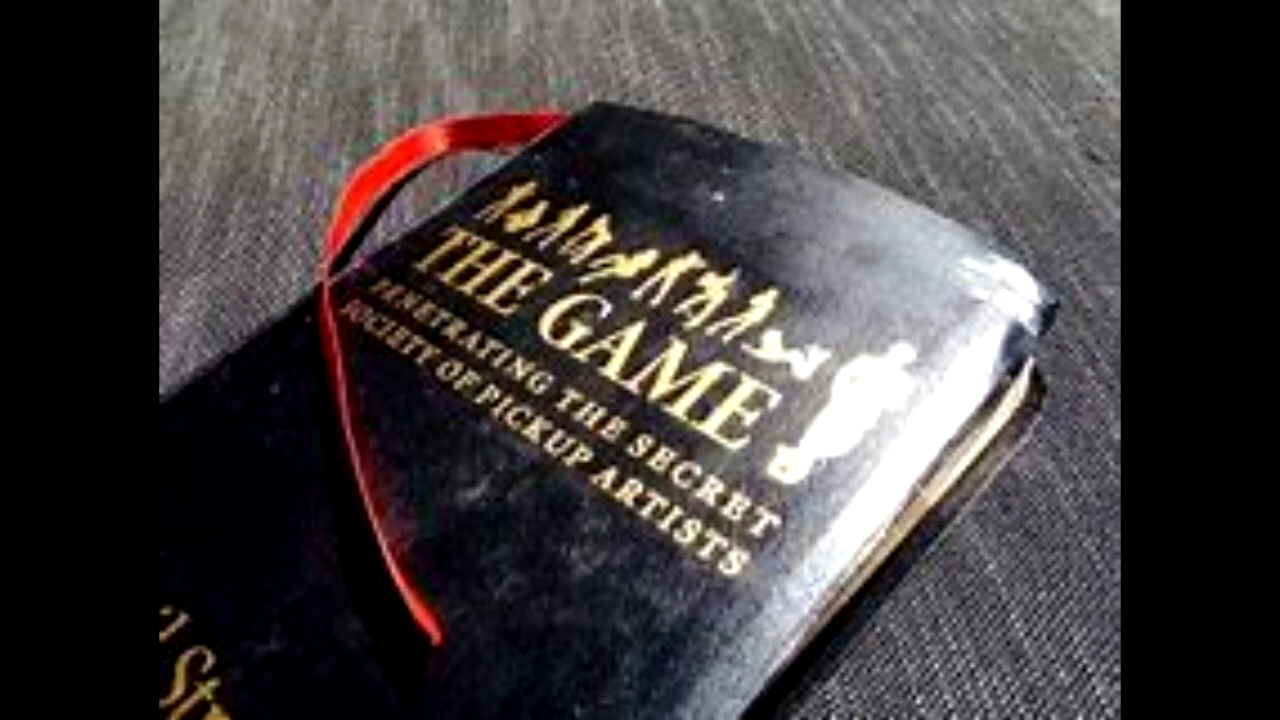 THE GAME
PENETRATING THE SECRET
SOCIETY OF PICKUP ARTISTS